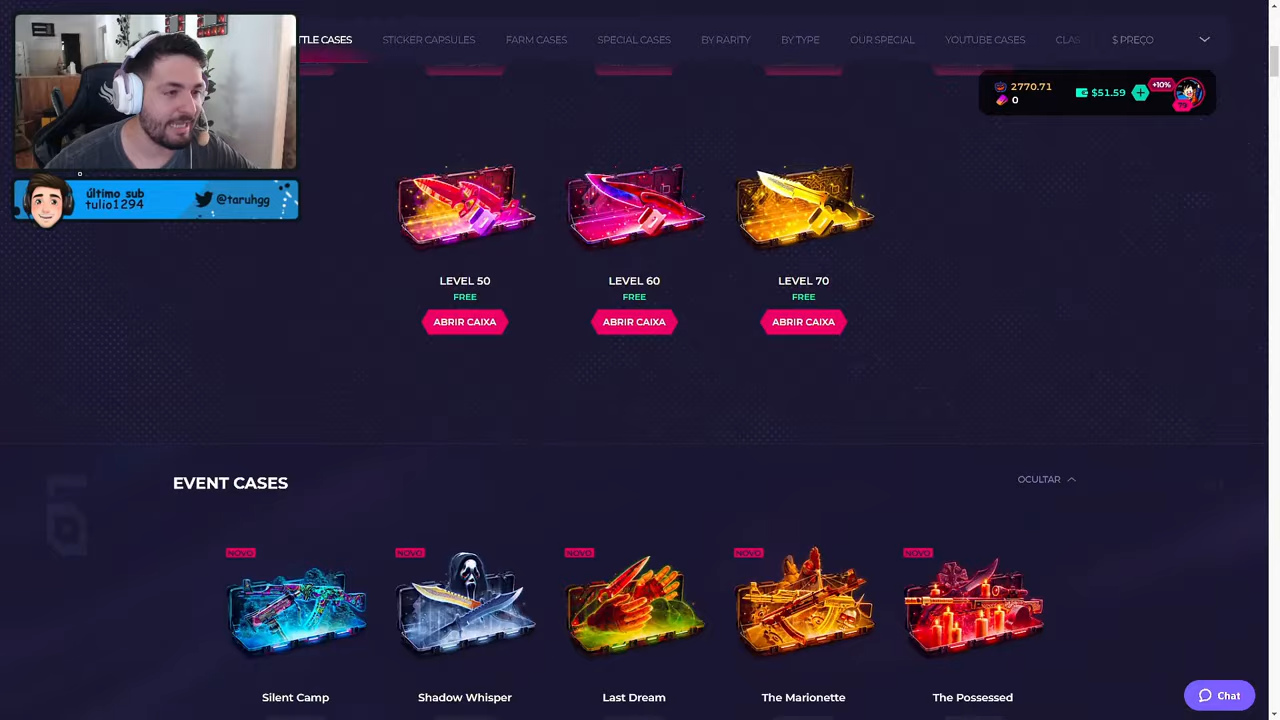 TLE CASES
STICKER CAPSULES
FARM CASES
SPECIAL CASES
BY RARITY
BY TYPE
OUR SPECIAL
YOUTUBE CASES
CLAS
$ PREÇO
2770.71
0
$51.59
+10%
79
último sub
tulio1294
@taruhgg
LEVEL 50
FREE
ABRIR CAIXA
LEVEL 60
FREE
ABRIR CAIXA
LEVEL 70
FREE
ABRIR CAIXA
EVENT CASES
OCULTAR
NOVO
NOVO
NOVO
NOVO
NOVO
Silent Camp
Shadow Whisper
Last Dream
The Marionette
The Possessed
Chat